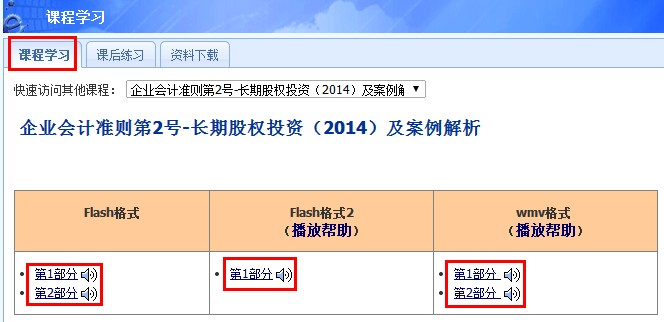 课程学习
课程学习 课后练习 资料下载
快速访问其他课程： 企业会计准则第2号-长期股权投资（2014）及案例解
企业会计准则第2号-长期股权投资（2014）及案例解析
Flash格式 Flash格式2 wmv格式
（播放帮助） （播放帮助）
• 第1部分 • 第1部分 • 第1部分
• 第2部分 • 第2部分